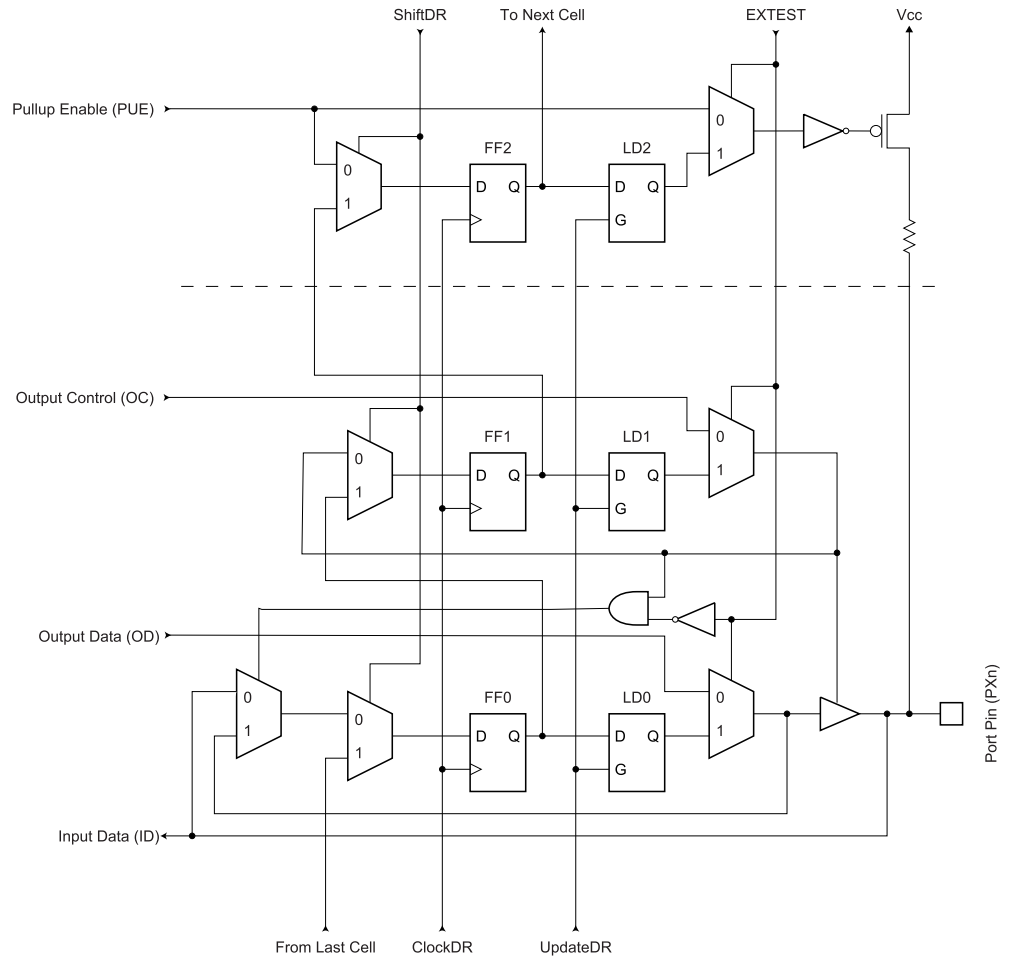 ShiftDR To Next Cell EXTEST Vcc
Pullup Enable (PUE)
0
1
FF2
D Q
LD2
D Q
G
0
1
Output Control (OC)
0
1
FF1
D Q
LD1
D Q
G
0
1
Output Data (OD)
0
1
0
1
FF0
D Q
LD0
D Q
G
0
1
Port Pin (PXn)
Input Data (ID)
From Last Cell ClockDR UpdateDR